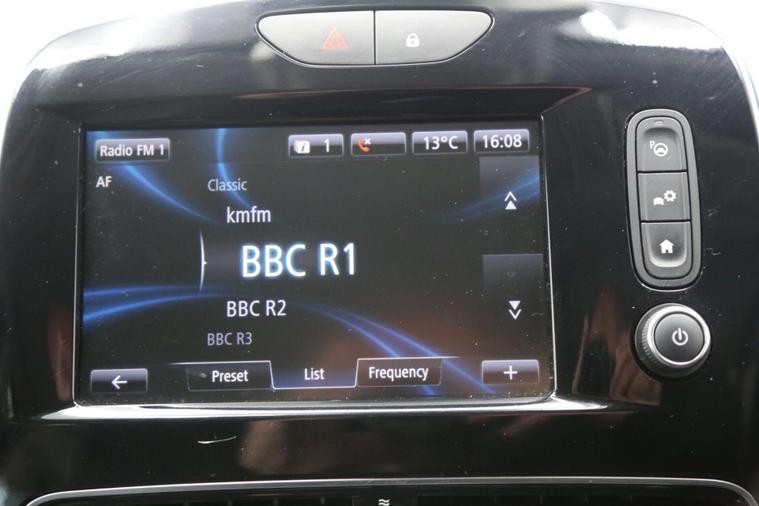 Radio FM 1 i 1 13°C 16:08
AF
Classic
kmfm
BBC R1
BBC R2
BBC R3
Preset List Frequency +
P